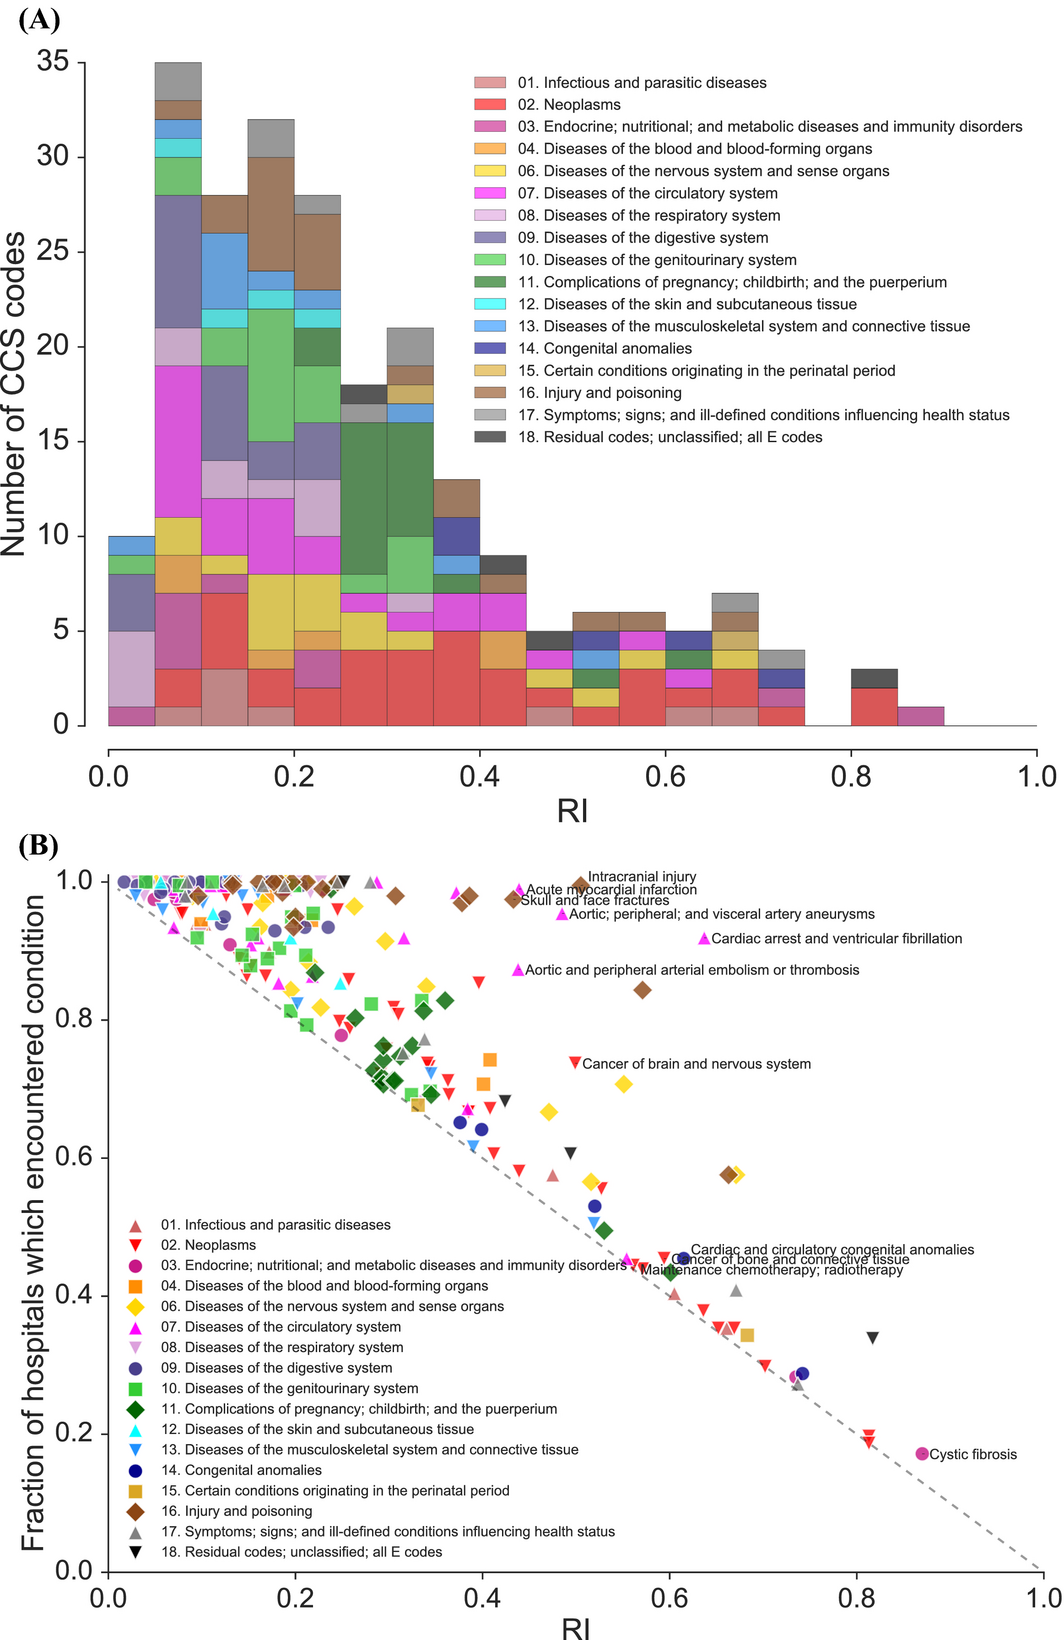 (A)
35
30
25
20
15
10
5
0
Number of CCS codes
01. Infectious and parasitic diseases
02. Neoplasms
03. Endocrine; nutritional; and metabolic diseases and immunity disorders
04. Diseases of the blood and blood-forming organs
06. Diseases of the nervous system and sense organs
07. Diseases of the circulatory system
08. Diseases of the respiratory system
09. Diseases of the digestive system
10. Diseases of the genitourinary system
11. Complications of pregnancy; childbirth; and the puerperium
12. Diseases of the skin and subcutaneous tissue
13. Diseases of the musculoskeletal system and connective tissue
14. Congenital anomalies
15. Certain conditions originating in the perinatal period
16. Injury and poisoning
17. Symptoms; signs; and ill-defined conditions influencing health status
18. Residual codes; unclassified; all E codes
0.0 0.2 0.4 0.6 0.8 1.0
RI
(B)
1.0
0.8
0.6
0.4
0.2
0.0
Fraction of hospitals which encountered condition
Intracranial injury
Acute myocardial infarction
Skull and face fractures
Aortic; peripheral; and visceral artery aneurysms
Cardiac arrest and ventricular fibrillation
Aortic and peripheral arterial embolism or thrombosis
Cancer of brain and nervous system
Cardiac and circulatory congenital anomalies
Cancer of bone and connective tissue
Maintenance chemotherapy; radiotherapy
Cystic fibrosis
01. Infectious and parasitic diseases
02. Neoplasms
03. Endocrine; nutritional; and metabolic diseases and immunity disorders
04. Diseases of the blood and blood-forming organs
06. Diseases of the nervous system and sense organs
07. Diseases of the circulatory system
08. Diseases of the respiratory system
09. Diseases of the digestive system
10. Diseases of the genitourinary system
11. Complications of pregnancy; childbirth; and the puerperium
12. Diseases of the skin and subcutaneous tissue
13. Diseases of the musculoskeletal system and connective tissue
14. Congenital anomalies
15. Certain conditions originating in the perinatal period
16. Injury and poisoning
17. Symptoms; signs; and ill-defined conditions influencing health status
18. Residual codes; unclassified; all E codes
0.0 0.2 0.4 0.6 0.8 1.0
RI